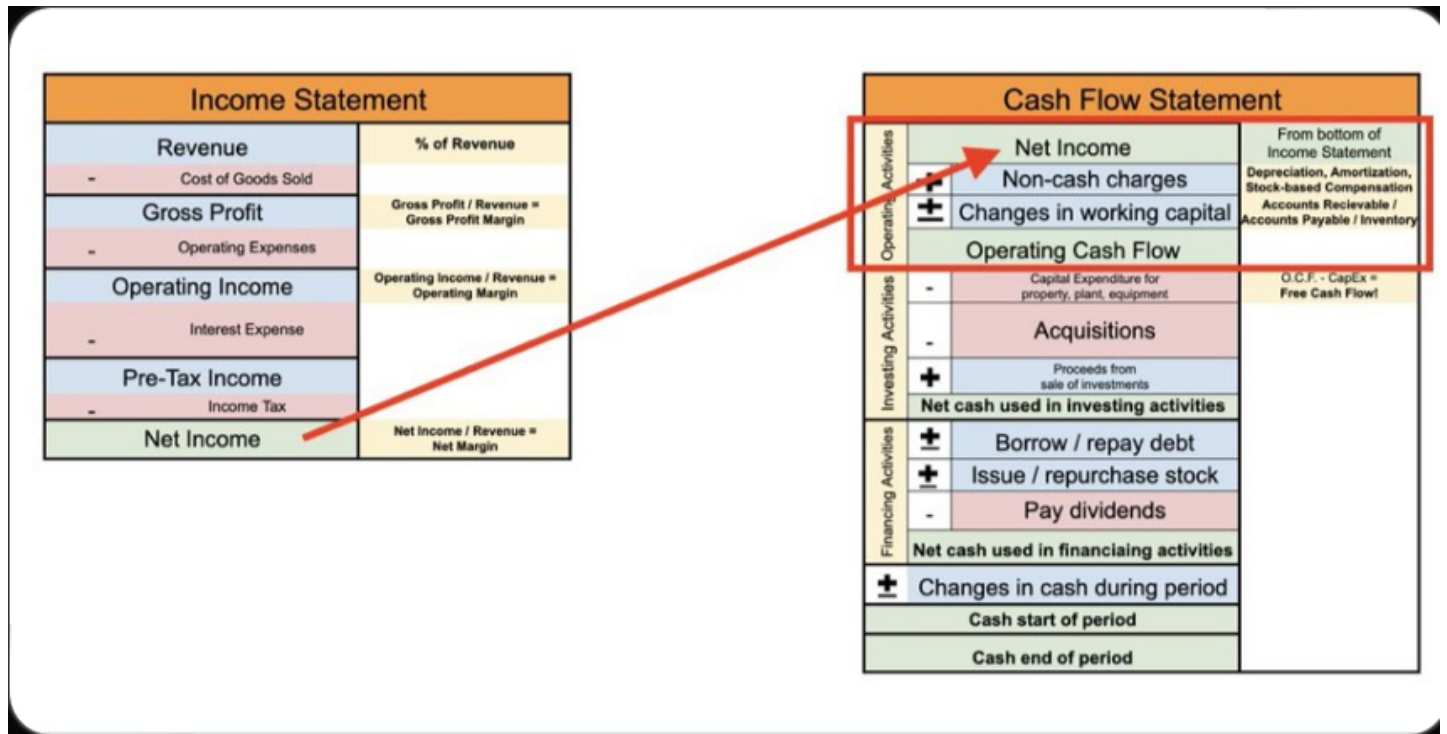 Income Statement
Revenue
% of Revenue
- Cost of Goods Sold
Gross Profit
Gross Profit / Revenue =
Gross Profit Margin
- Operating Expenses
Operating Income
Operating Income / Revenue =
Operating Margin
- Interest Expense
Pre-Tax Income
- Income Tax
Net Income
Net Income / Revenue =
Net Margin
Cash Flow Statement
Operating Activities
Net Income
From bottom of
Income Statement
+ Non-cash charges
Depreciation, Amortization,
Stock-based Compensation
± Changes in working capital
Accounts Recievable /
Accounts Payable / Inventory
Operating Cash Flow
Investing Activities
- Capital Expenditure for
property, plant, equipment
O.C.F. - CapEx =
Free Cash Flow!
- Acquisitions
+ Proceeds from
sale of investments
Net cash used in investing activities
Financing Activities
± Borrow / repay debt
± Issue / repurchase stock
- Pay dividends
Net cash used in financiaing activities
± Changes in cash during period
Cash start of period
Cash end of period